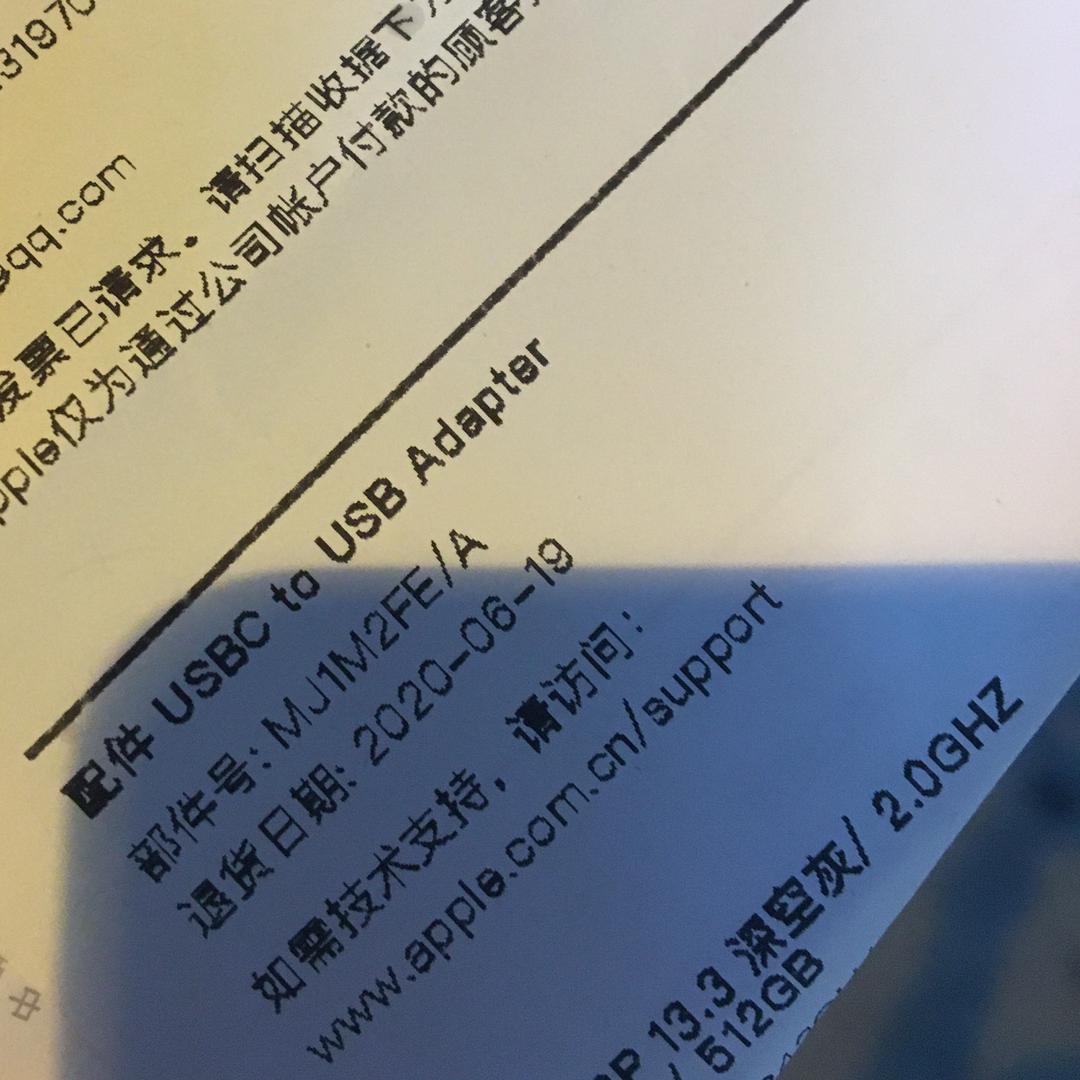 31970
qq.com
发票已请求。请扫描收据下
pple仅为通过公司帐户付款的顾客
配件 USBC to USB Adapter
部件号: MJ1M2FE/A
退货日期: 2020-06-19
如需技术支持，请访问:
www.apple.com.cn/support
P 13.3 深空灰/ 2.0GHZ
/ 512GB
中